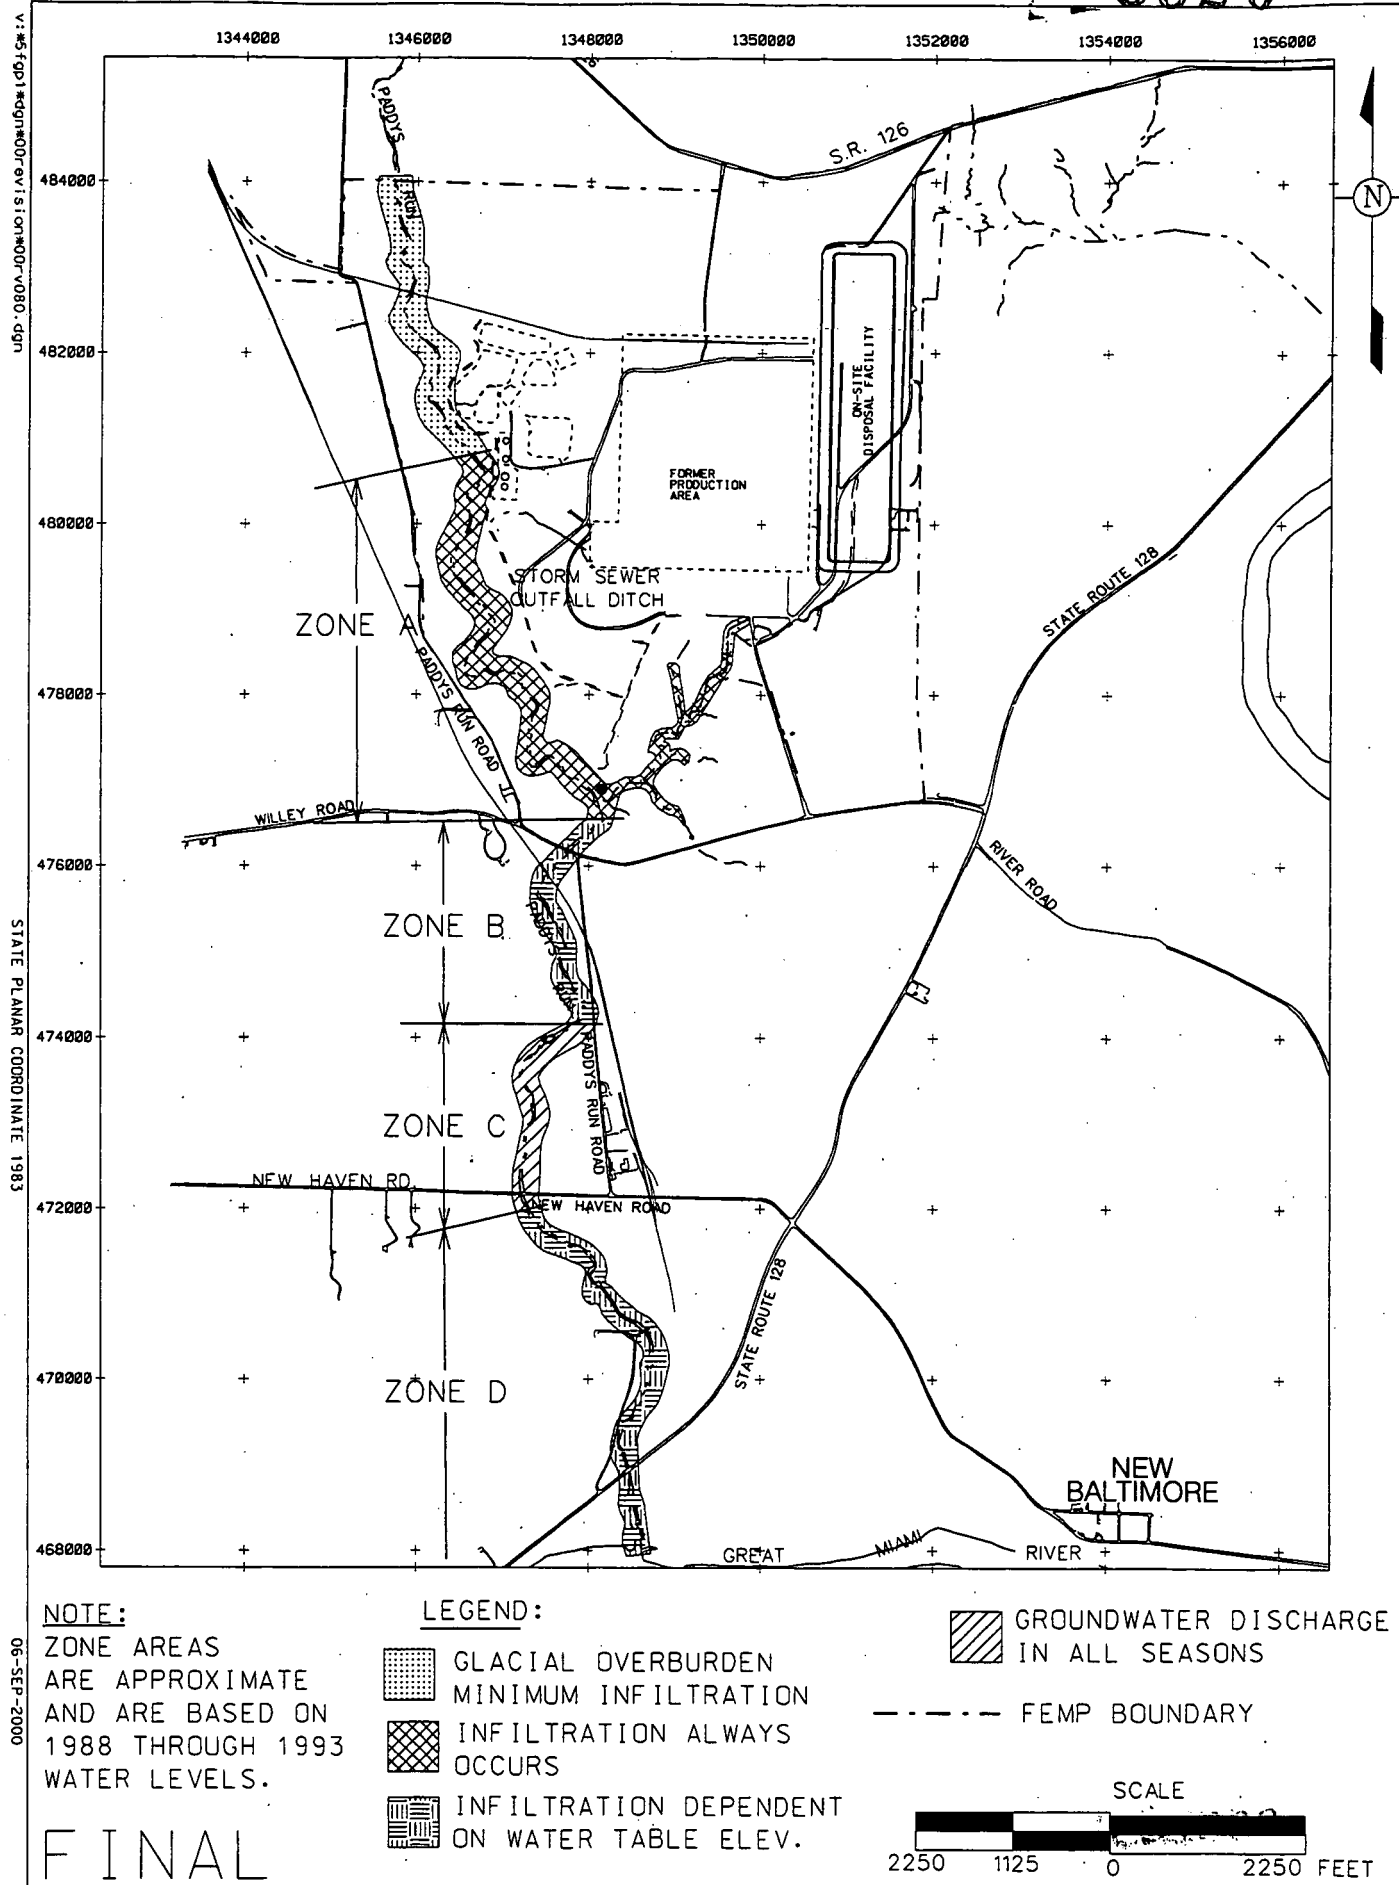 1344000 1346000 1348000 1350000 1352000 1354000 1356000
v:*5fgp1*dgn*00revision*00rv080.dgn
STATE PLANAR COORDINATE 1983
06-SEP-2000
484000
482000
480000
478000
476000
474000
472000
470000
468000
PADDYS
RUN
S.R. 126
N
ON-SITE
DISPOSAL FACILITY
FORMER
PRODUCTION
AREA
STORM SEWER
OUTFALL DITCH
STATE ROUTE 128
ZONE A
PADDYS RUN ROAD
WILLEY ROAD
RIVER ROAD
ZONE B
PADDYS
RUN
PADDYS RUN ROAD
ZONE C
NEW HAVEN RD.
NEW HAVEN ROAD
STATE ROUTE 128
ZONE D
NEW
BALTIMORE
GREAT MIAMI RIVER
NOTE:
ZONE AREAS
ARE APPROXIMATE
AND ARE BASED ON
1988 THROUGH 1993
WATER LEVELS.
FINAL
LEGEND:
GLACIAL OVERBURDEN
MINIMUM INFILTRATION
INFILTRATION ALWAYS
OCCURS
INFILTRATION DEPENDENT
ON WATER TABLE ELEV.
GROUNDWATER DISCHARGE
IN ALL SEASONS
FEMP BOUNDARY
SCALE
2250 1125 0 2250 FEET